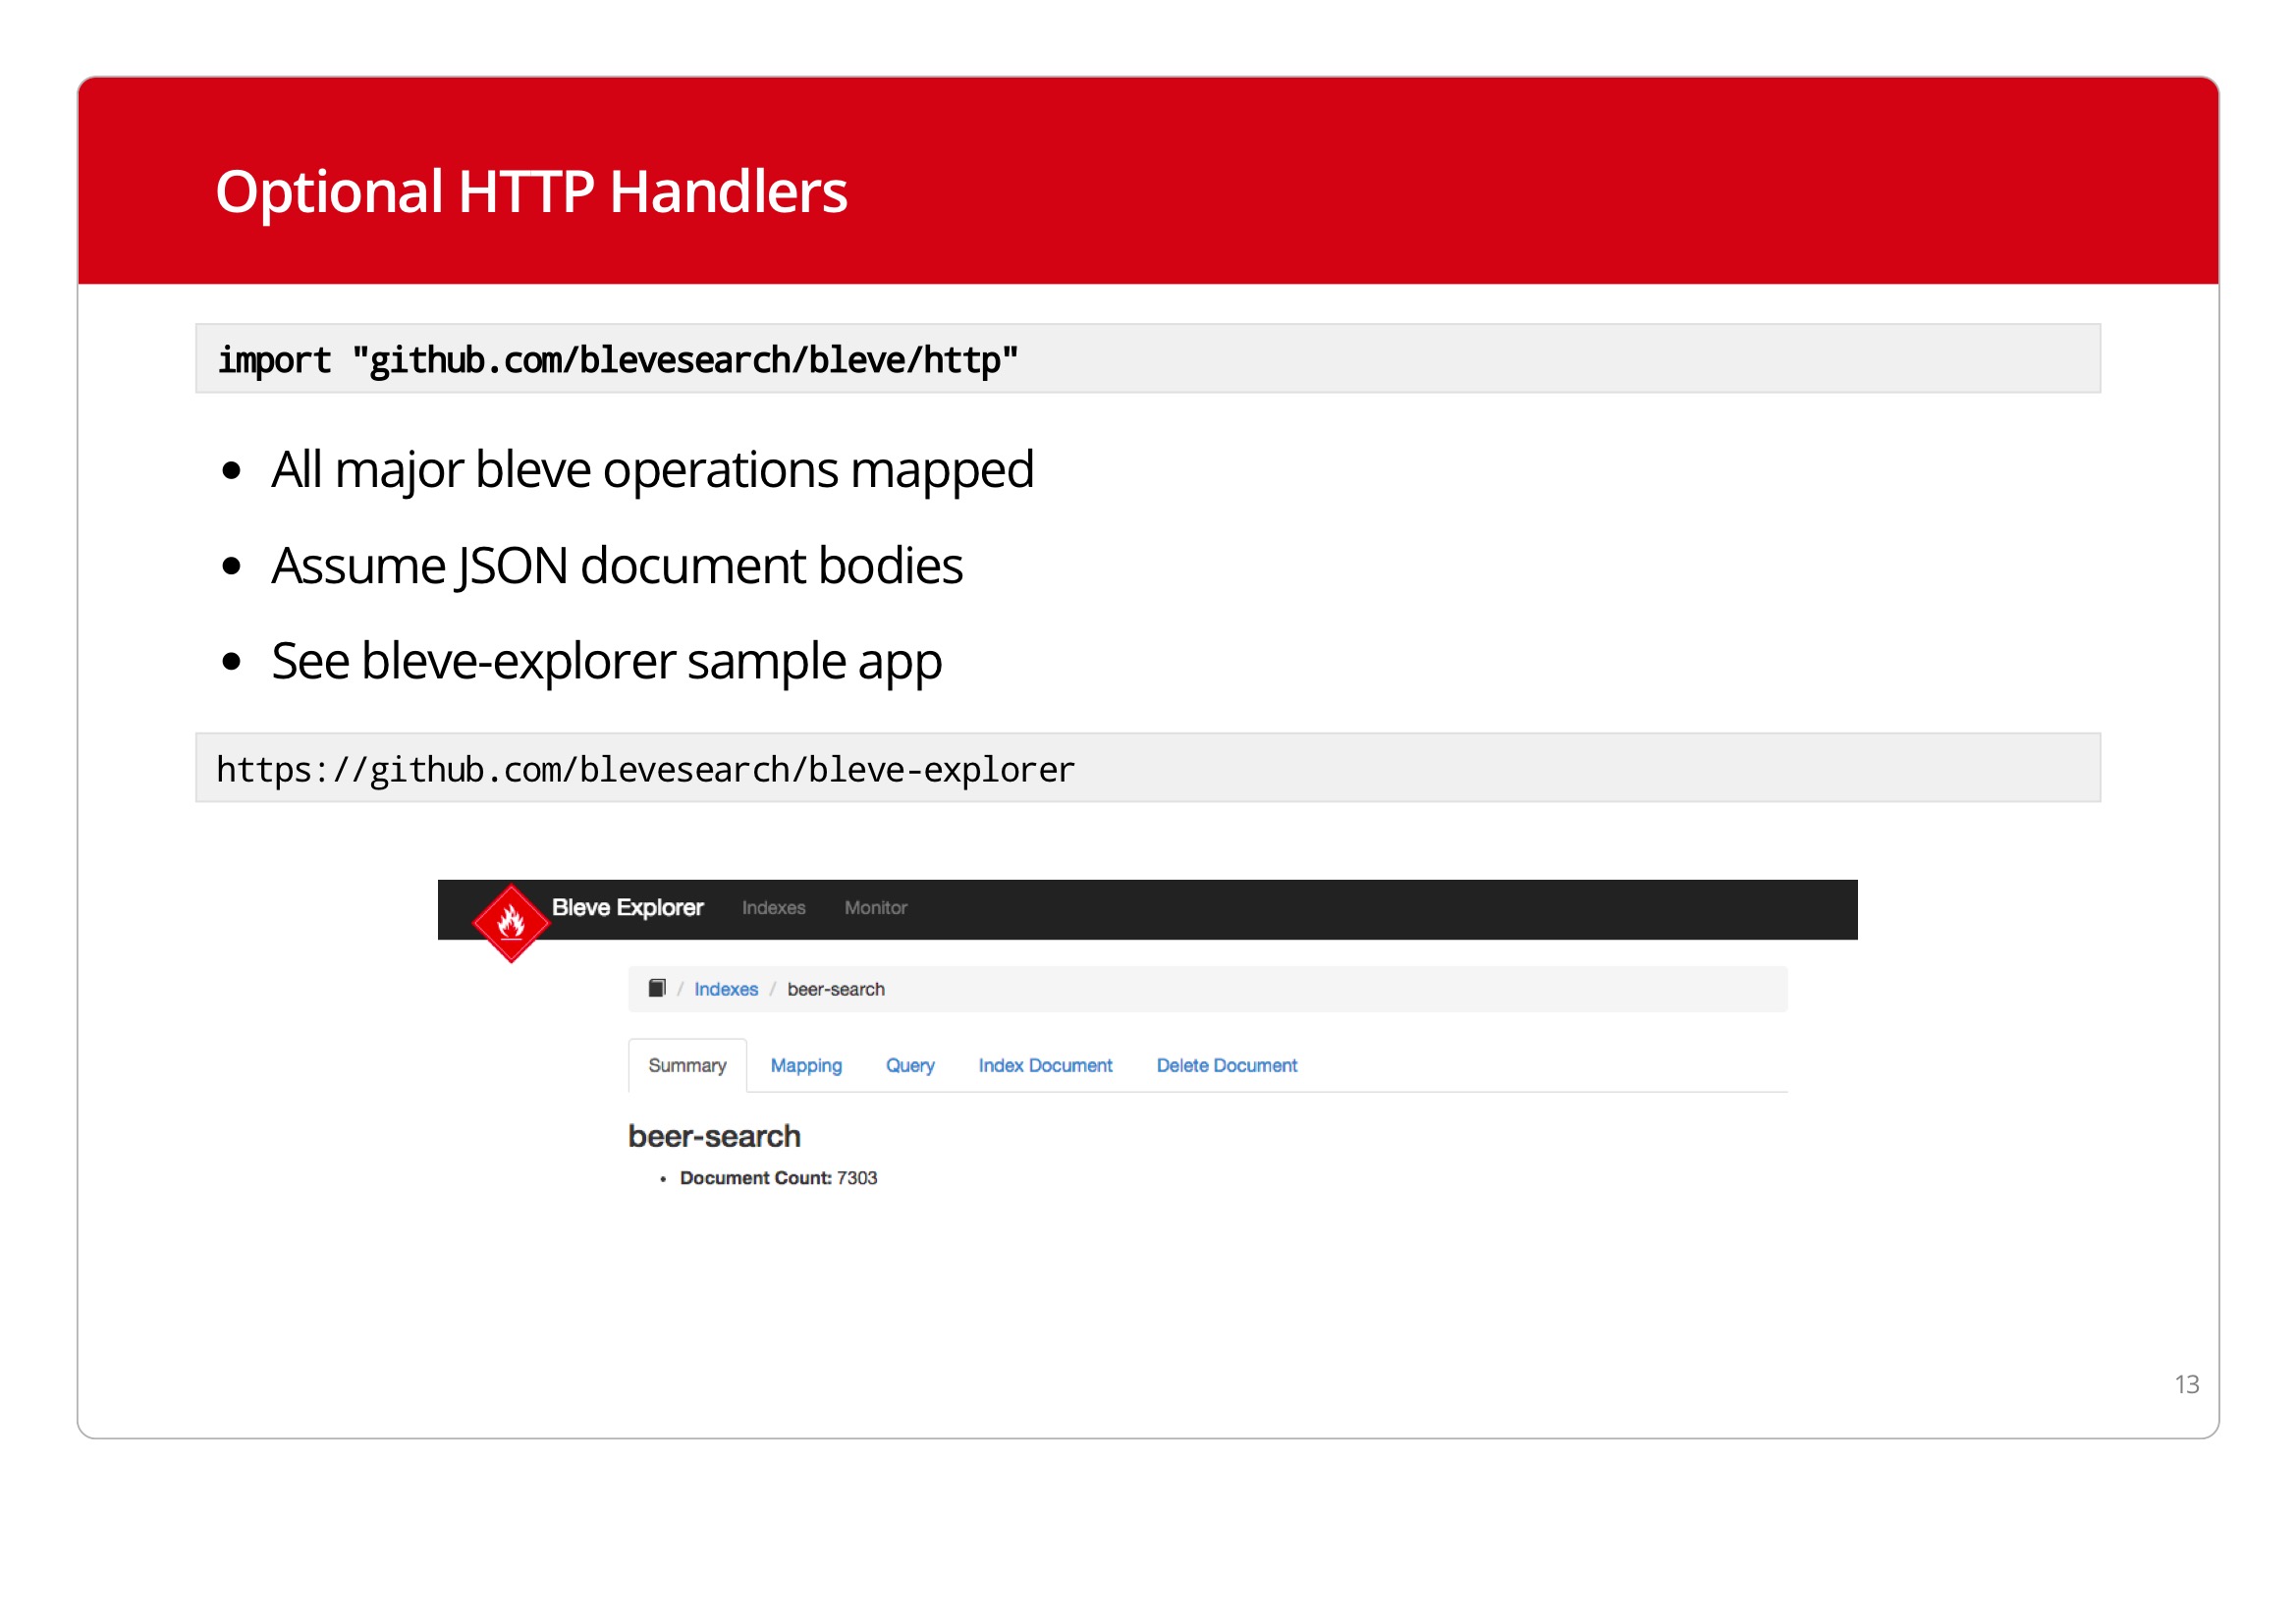 Optional HTTP Handlers
import "github.com/blevesearch/bleve/http"
• All major bleve operations mapped
• Assume JSON document bodies
• See bleve-explorer sample app
https://github.com/blevesearch/bleve-explorer
Bleve Explorer Indexes Monitor
/ Indexes / beer-search
Summary Mapping Query Index Document Delete Document
beer-search
• Document Count: 7303
13